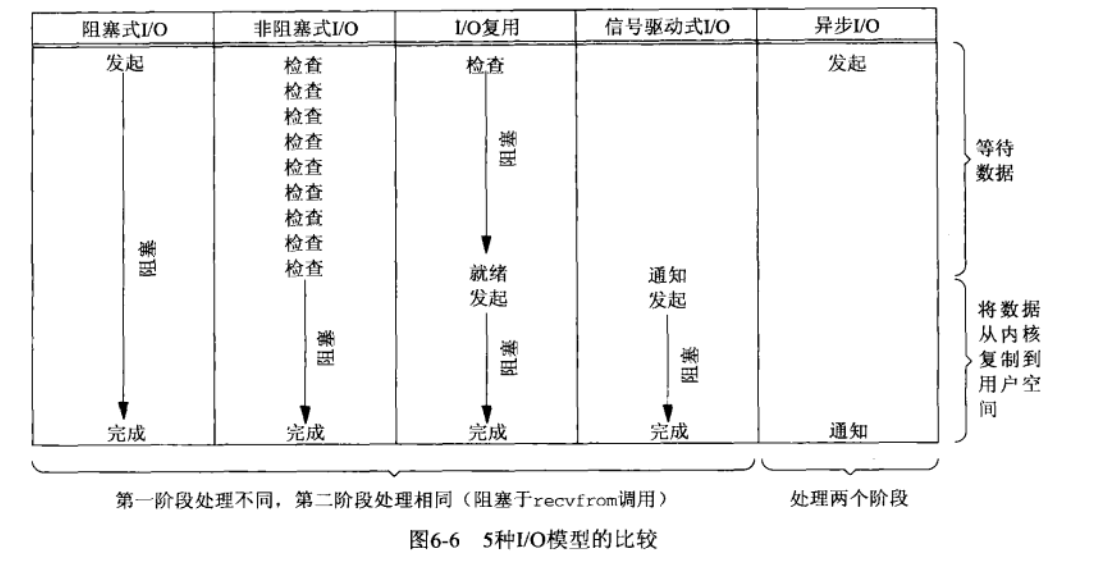 阻塞式I/O 非阻塞式I/O I/O复用 信号驱动式I/O 异步I/O
发起 检查 检查 发起
检查
检查
检查
检查
检查
检查
检查
检查 就绪 通知
发起 发起
阻塞
阻塞
阻塞
阻塞
阻塞
完成 完成 完成 完成 通知
等待
数据
将数据
从内核
复制到
用户空
间
第一阶段处理不同，第二阶段处理相同（阻塞于recvfrom调用） 处理两个阶段
图6-6 5种I/O模型的比较